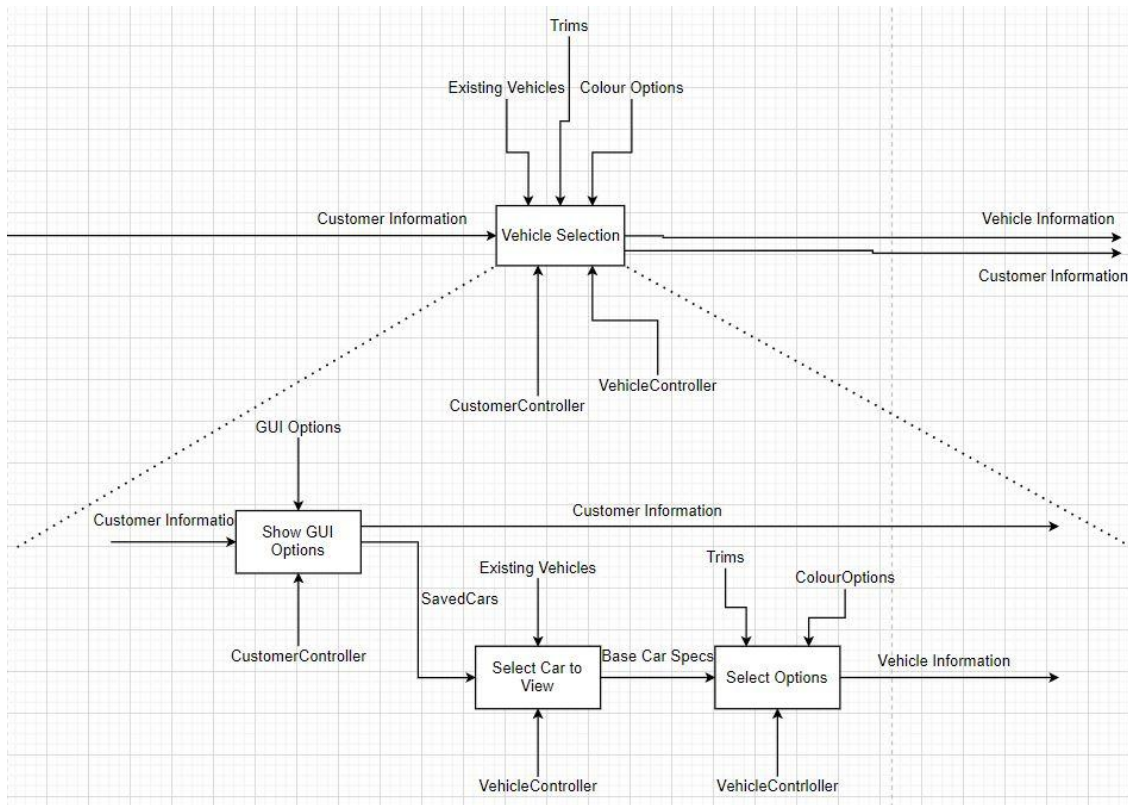 Trims
Existing Vehicles
Colour Options
Customer Information
Vehicle Selection
Vehicle Information
Customer Information
VehicleController
CustomerController
GUI Options
Customer Informatio
Show GUI
Options
Customer Information
SavedCars
CustomerController
Existing Vehicles
Select Car to
View
VehicleController
Base Car Specs
Trims
ColourOptions
Select Options
Vehicle Information
VehicleContrloller